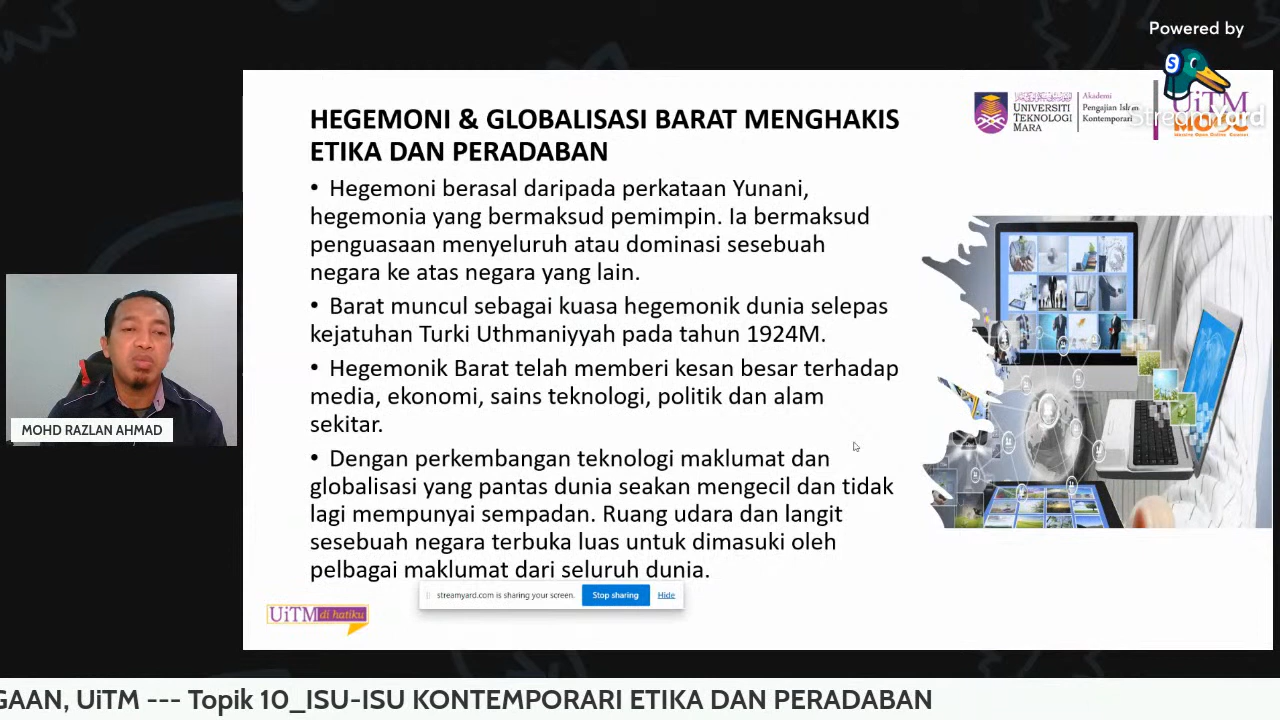 Powered by
StreamYard
UNIVERSITI
TEKNOLOGI
MARA
Akademi
Pengajian Islam
Kontemporari
UiTM
MOOC
HEGEMONI & GLOBALISASI BARAT MENGHAKIS
ETIKA DAN PERADABAN
• Hegemoni berasal daripada perkataan Yunani,
hegemonia yang bermaksud pemimpin. Ia bermaksud
penguasaan menyeluruh atau dominasi sesebuah
negara ke atas negara yang lain.
• Barat muncul sebagai kuasa hegemonik dunia selepas
kejatuhan Turki Uthmaniyyah pada tahun 1924M.
• Hegemonik Barat telah memberi kesan besar terhadap
media, ekonomi, sains teknologi, politik dan alam
sekitar.
• Dengan perkembangan teknologi maklumat dan
globalisasi yang pantas dunia seakan mengecil dan tidak
lagi mempunyai sempadan. Ruang udara dan langit
sesebuah negara terbuka luas untuk dimasuki oleh
pelbagai maklumat dari seluruh dunia.
MOHD RAZLAN AHMAD
streamyard.com is sharing your screen. Stop sharing Hide
UiTM di hatiku
GAAN, UiTM --- Topik 10_ISU-ISU KONTEMPORARI ETIKA DAN PERADABAN